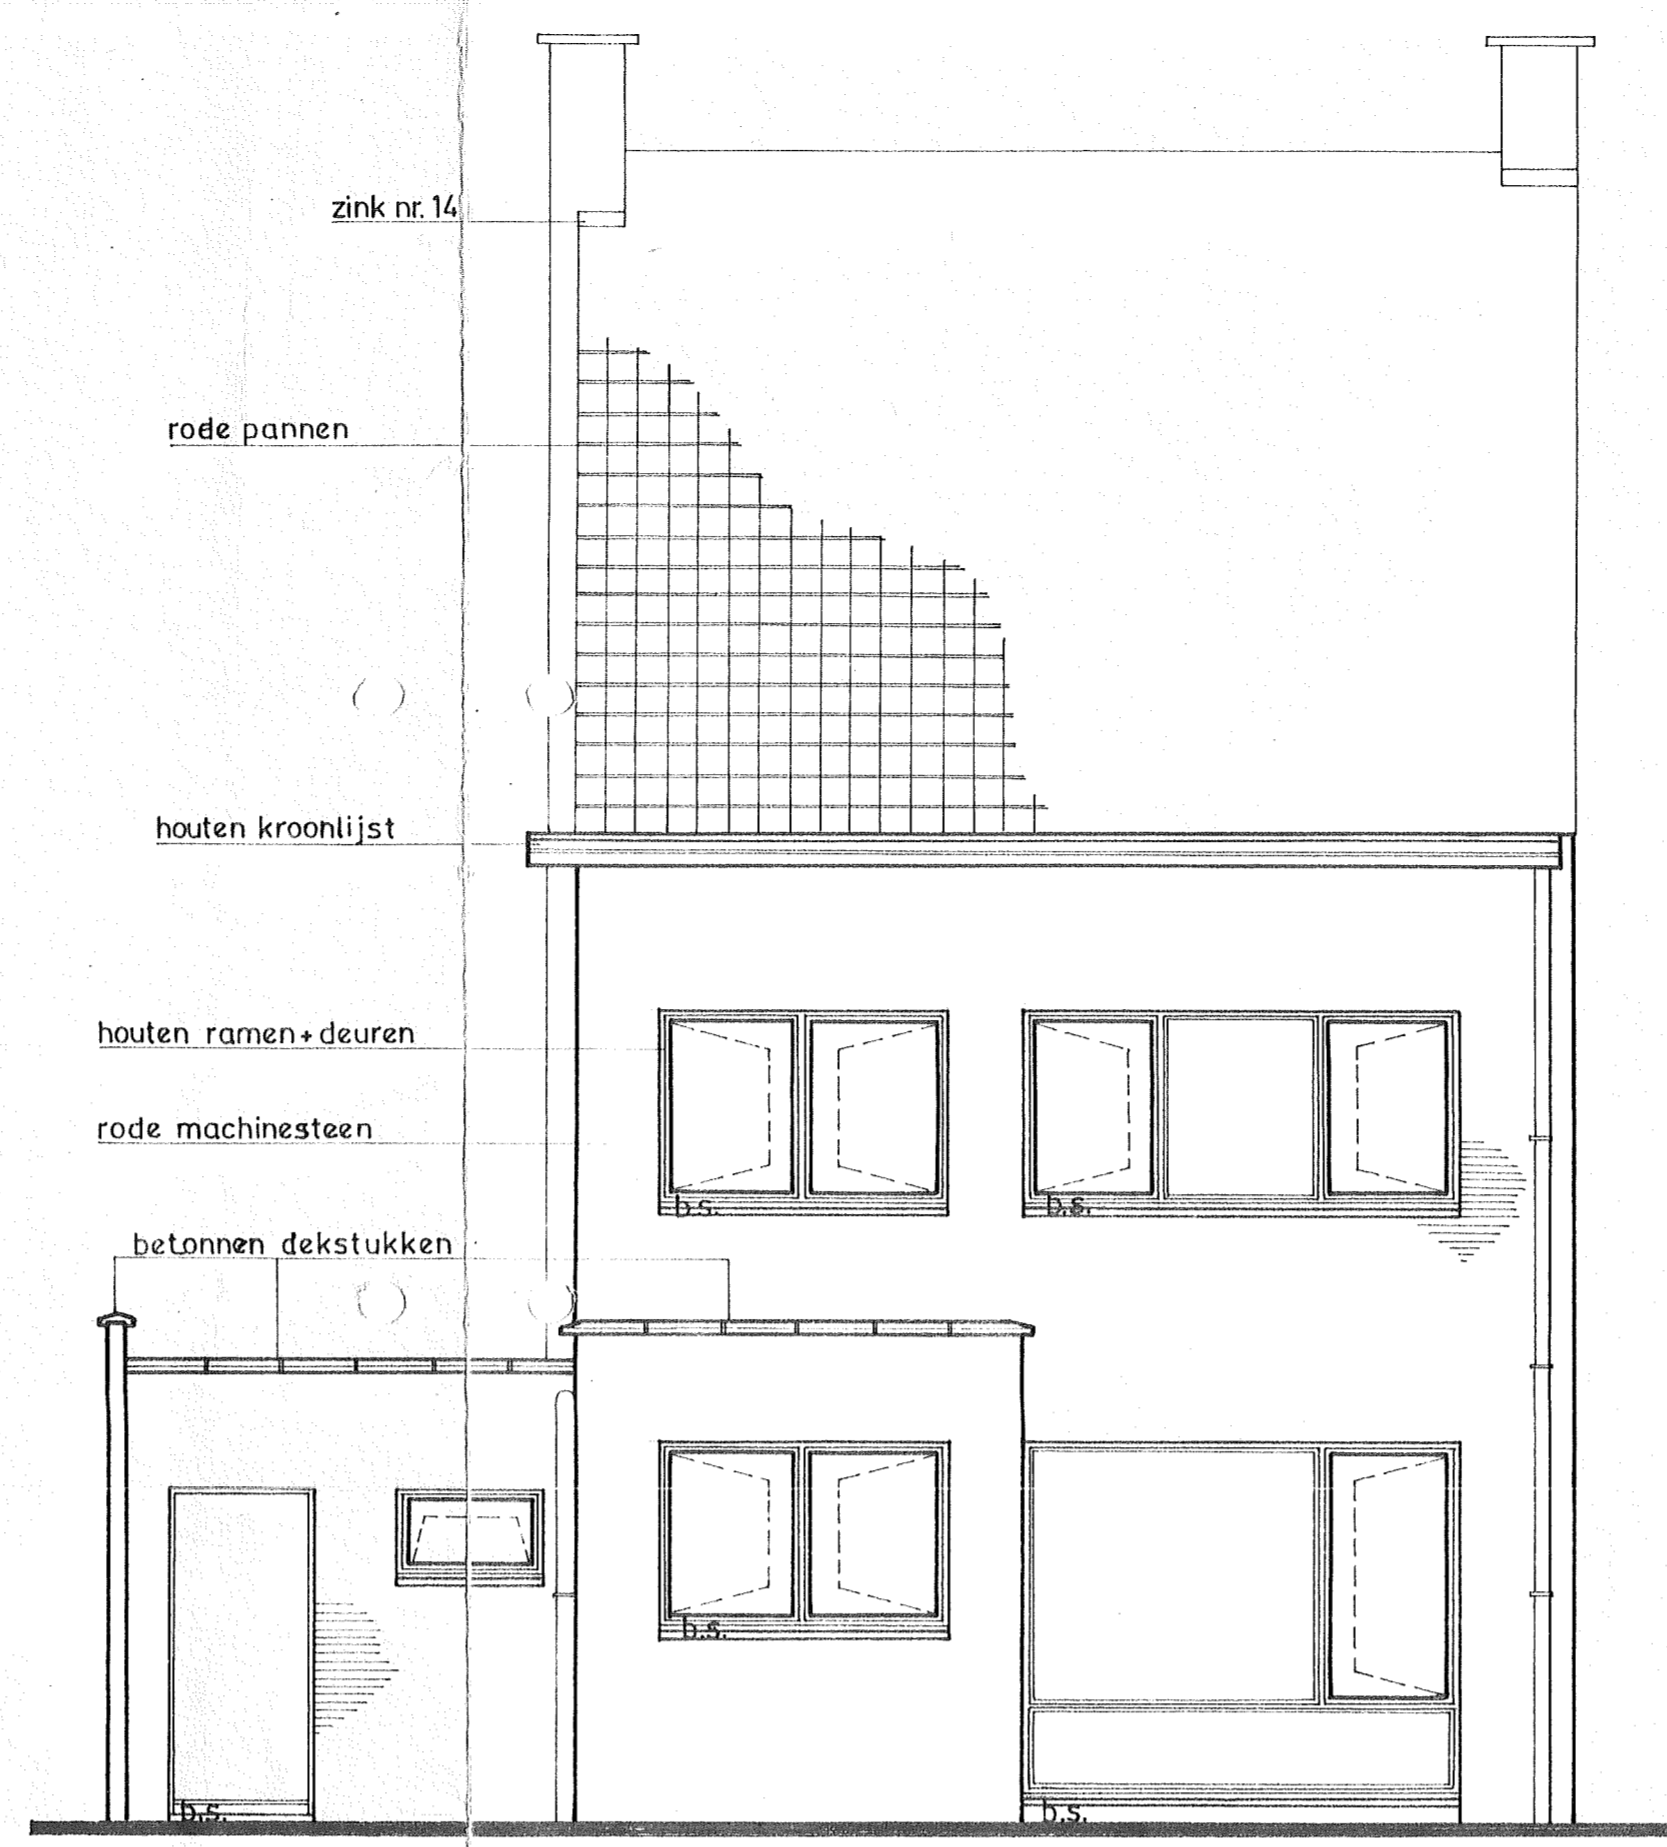 zink nr. 14
rode pannen
houten kroonlijst
houten ramen+deuren
rode machinesteen
b.s.
b.s.
betonnen dekstukken
b.s.
b.s.
b.s.